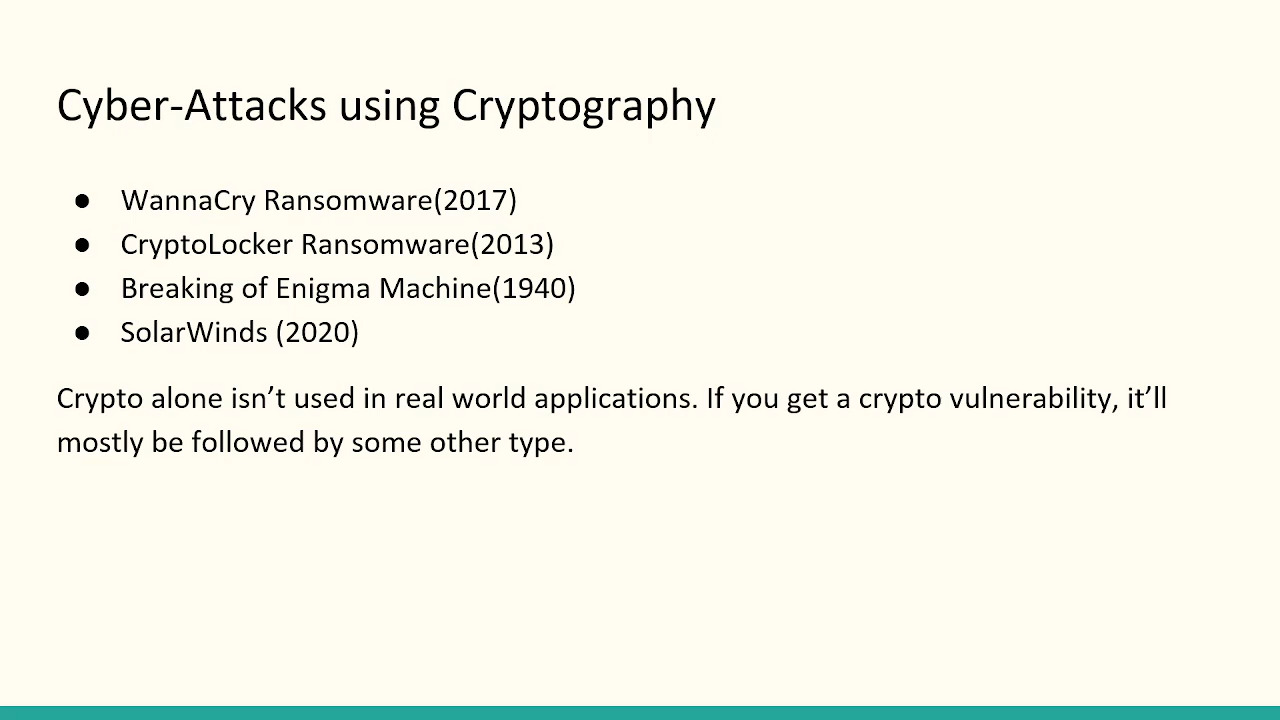 Cyber-Attacks using Cryptography
● WannaCry Ransomware(2017)
● CryptoLocker Ransomware(2013)
● Breaking of Enigma Machine(1940)
● SolarWinds (2020)
Crypto alone isn’t used in real world applications. If you get a crypto vulnerability, it’ll
mostly be followed by some other type.